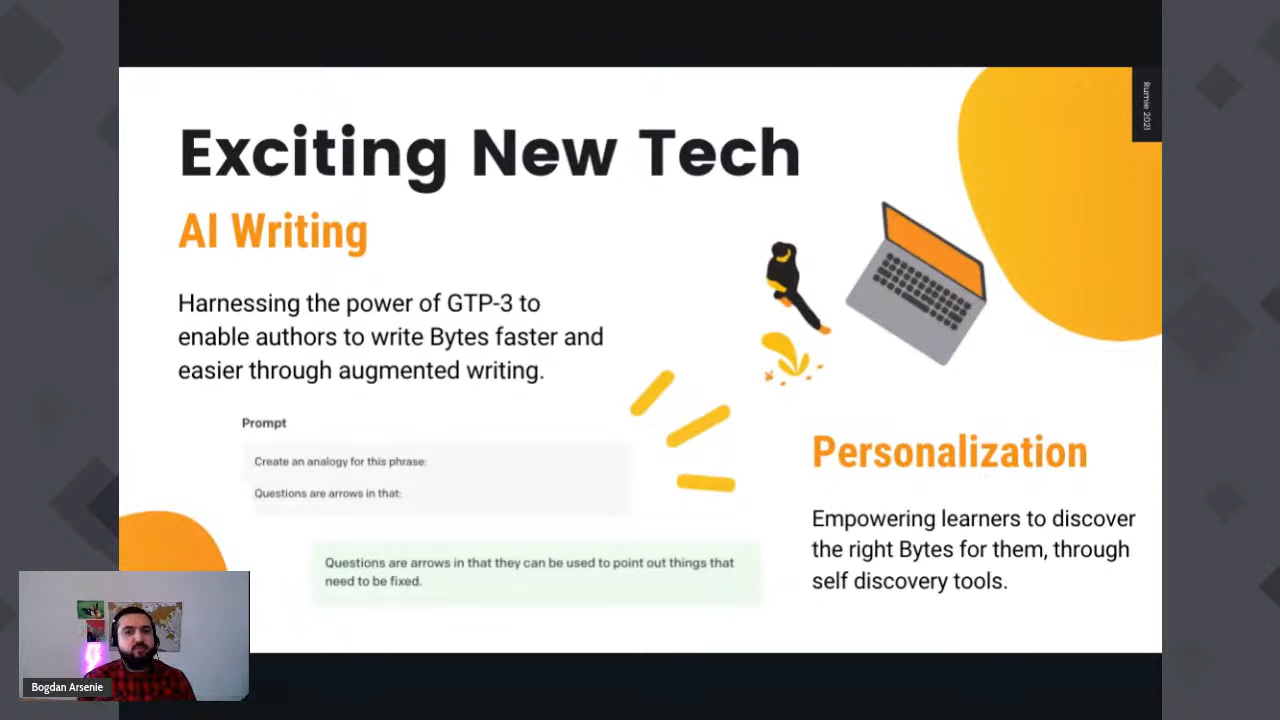 Rumie 2021
Exciting New Tech
AI Writing
Harnessing the power of GTP-3 to
enable authors to write Bytes faster and
easier through augmented writing.
Prompt
Create an analogy for this phrase:
Questions are arrows in that:
Questions are arrows in that they can be used to point out things that
need to be fixed.
Personalization
Empowering learners to discover
the right Bytes for them, through
self discovery tools.
Bogdan Arsenie